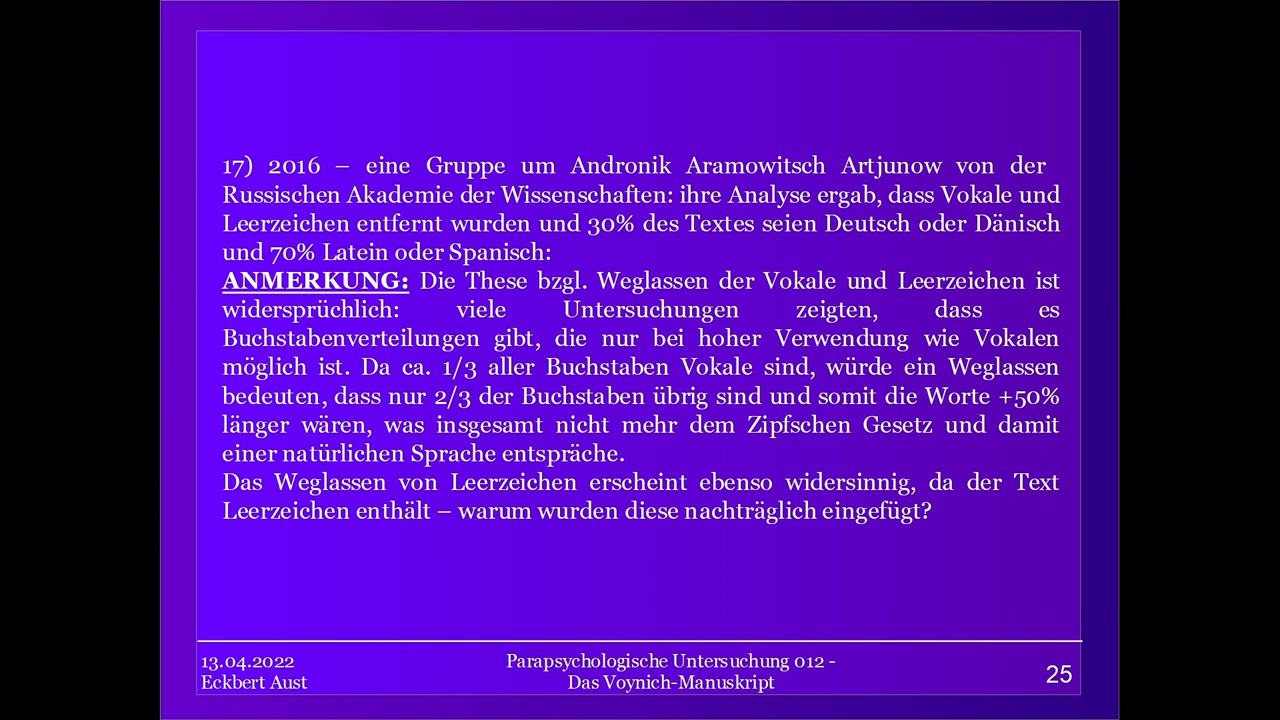 17) 2016 – eine Gruppe um Andronik Aramowitsch Artjunow von der
Russischen Akademie der Wissenschaften: ihre Analyse ergab, dass Vokale und
Leerzeichen entfernt wurden und 30% des Textes seien Deutsch oder Dänisch
und 70% Latein oder Spanisch:
ANMERKUNG: Die These bzgl. Weglassen der Vokale und Leerzeichen ist
widersprüchlich: viele Untersuchungen zeigten, dass es
Buchstabenverteilungen gibt, die nur bei hoher Verwendung wie Vokalen
möglich ist. Da ca. 1/3 aller Buchstaben Vokale sind, würde ein Weglassen
bedeuten, dass nur 2/3 der Buchstaben übrig sind und somit die Worte +50%
länger wären, was insgesamt nicht mehr dem Zipfschen Gesetz und damit
einer natürlichen Sprache entspräche.
Das Weglassen von Leerzeichen erscheint ebenso widersinnig, da der Text
Leerzeichen enthält – warum wurden diese nachträglich eingefügt?
13.04.2022
Eckbert Aust
Parapsychologische Untersuchung 012 -
Das Voynich-Manuskript
25